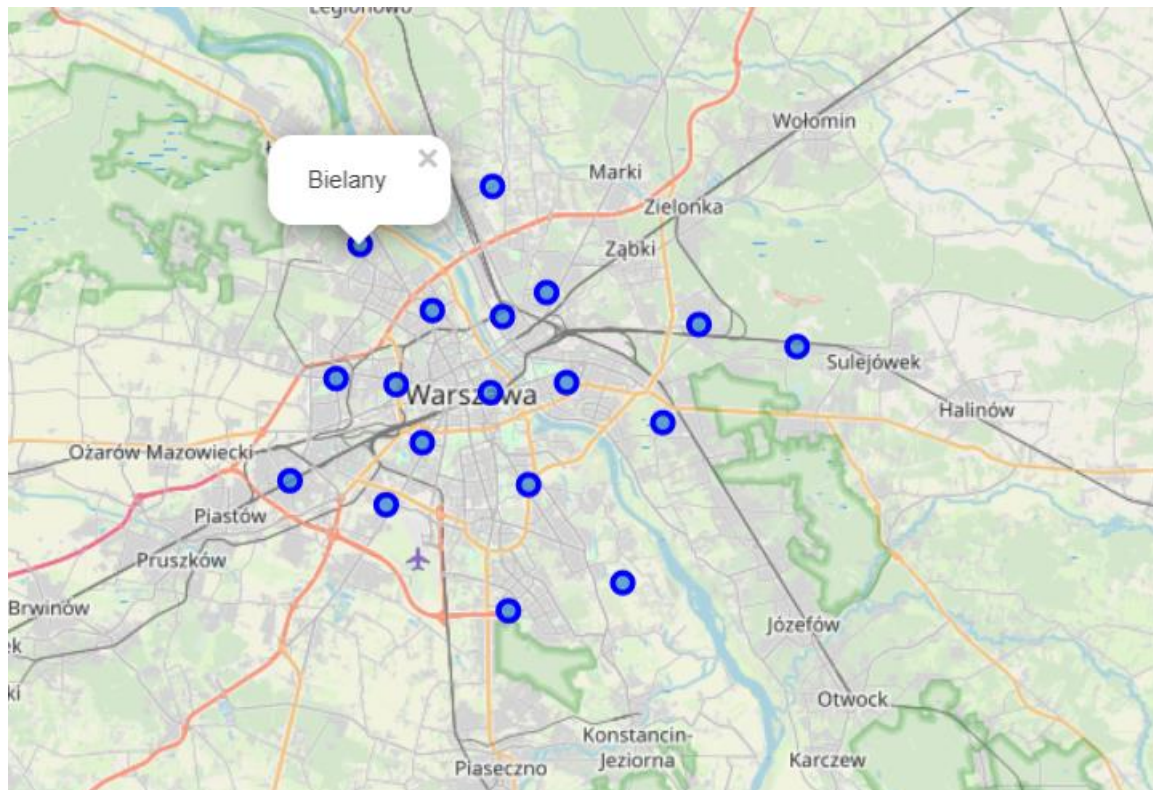 Legionowo
Wołomin
×
Bielany
Marki
Zielonka
Ząbki
Sulejówek
Warszawa
Halinów
Ożarów Mazowiecki
Piastów
Pruszków
Brwinów
Józefów
Otwock
Konstancin-
Jeziorna
Karczew
Piaseczno